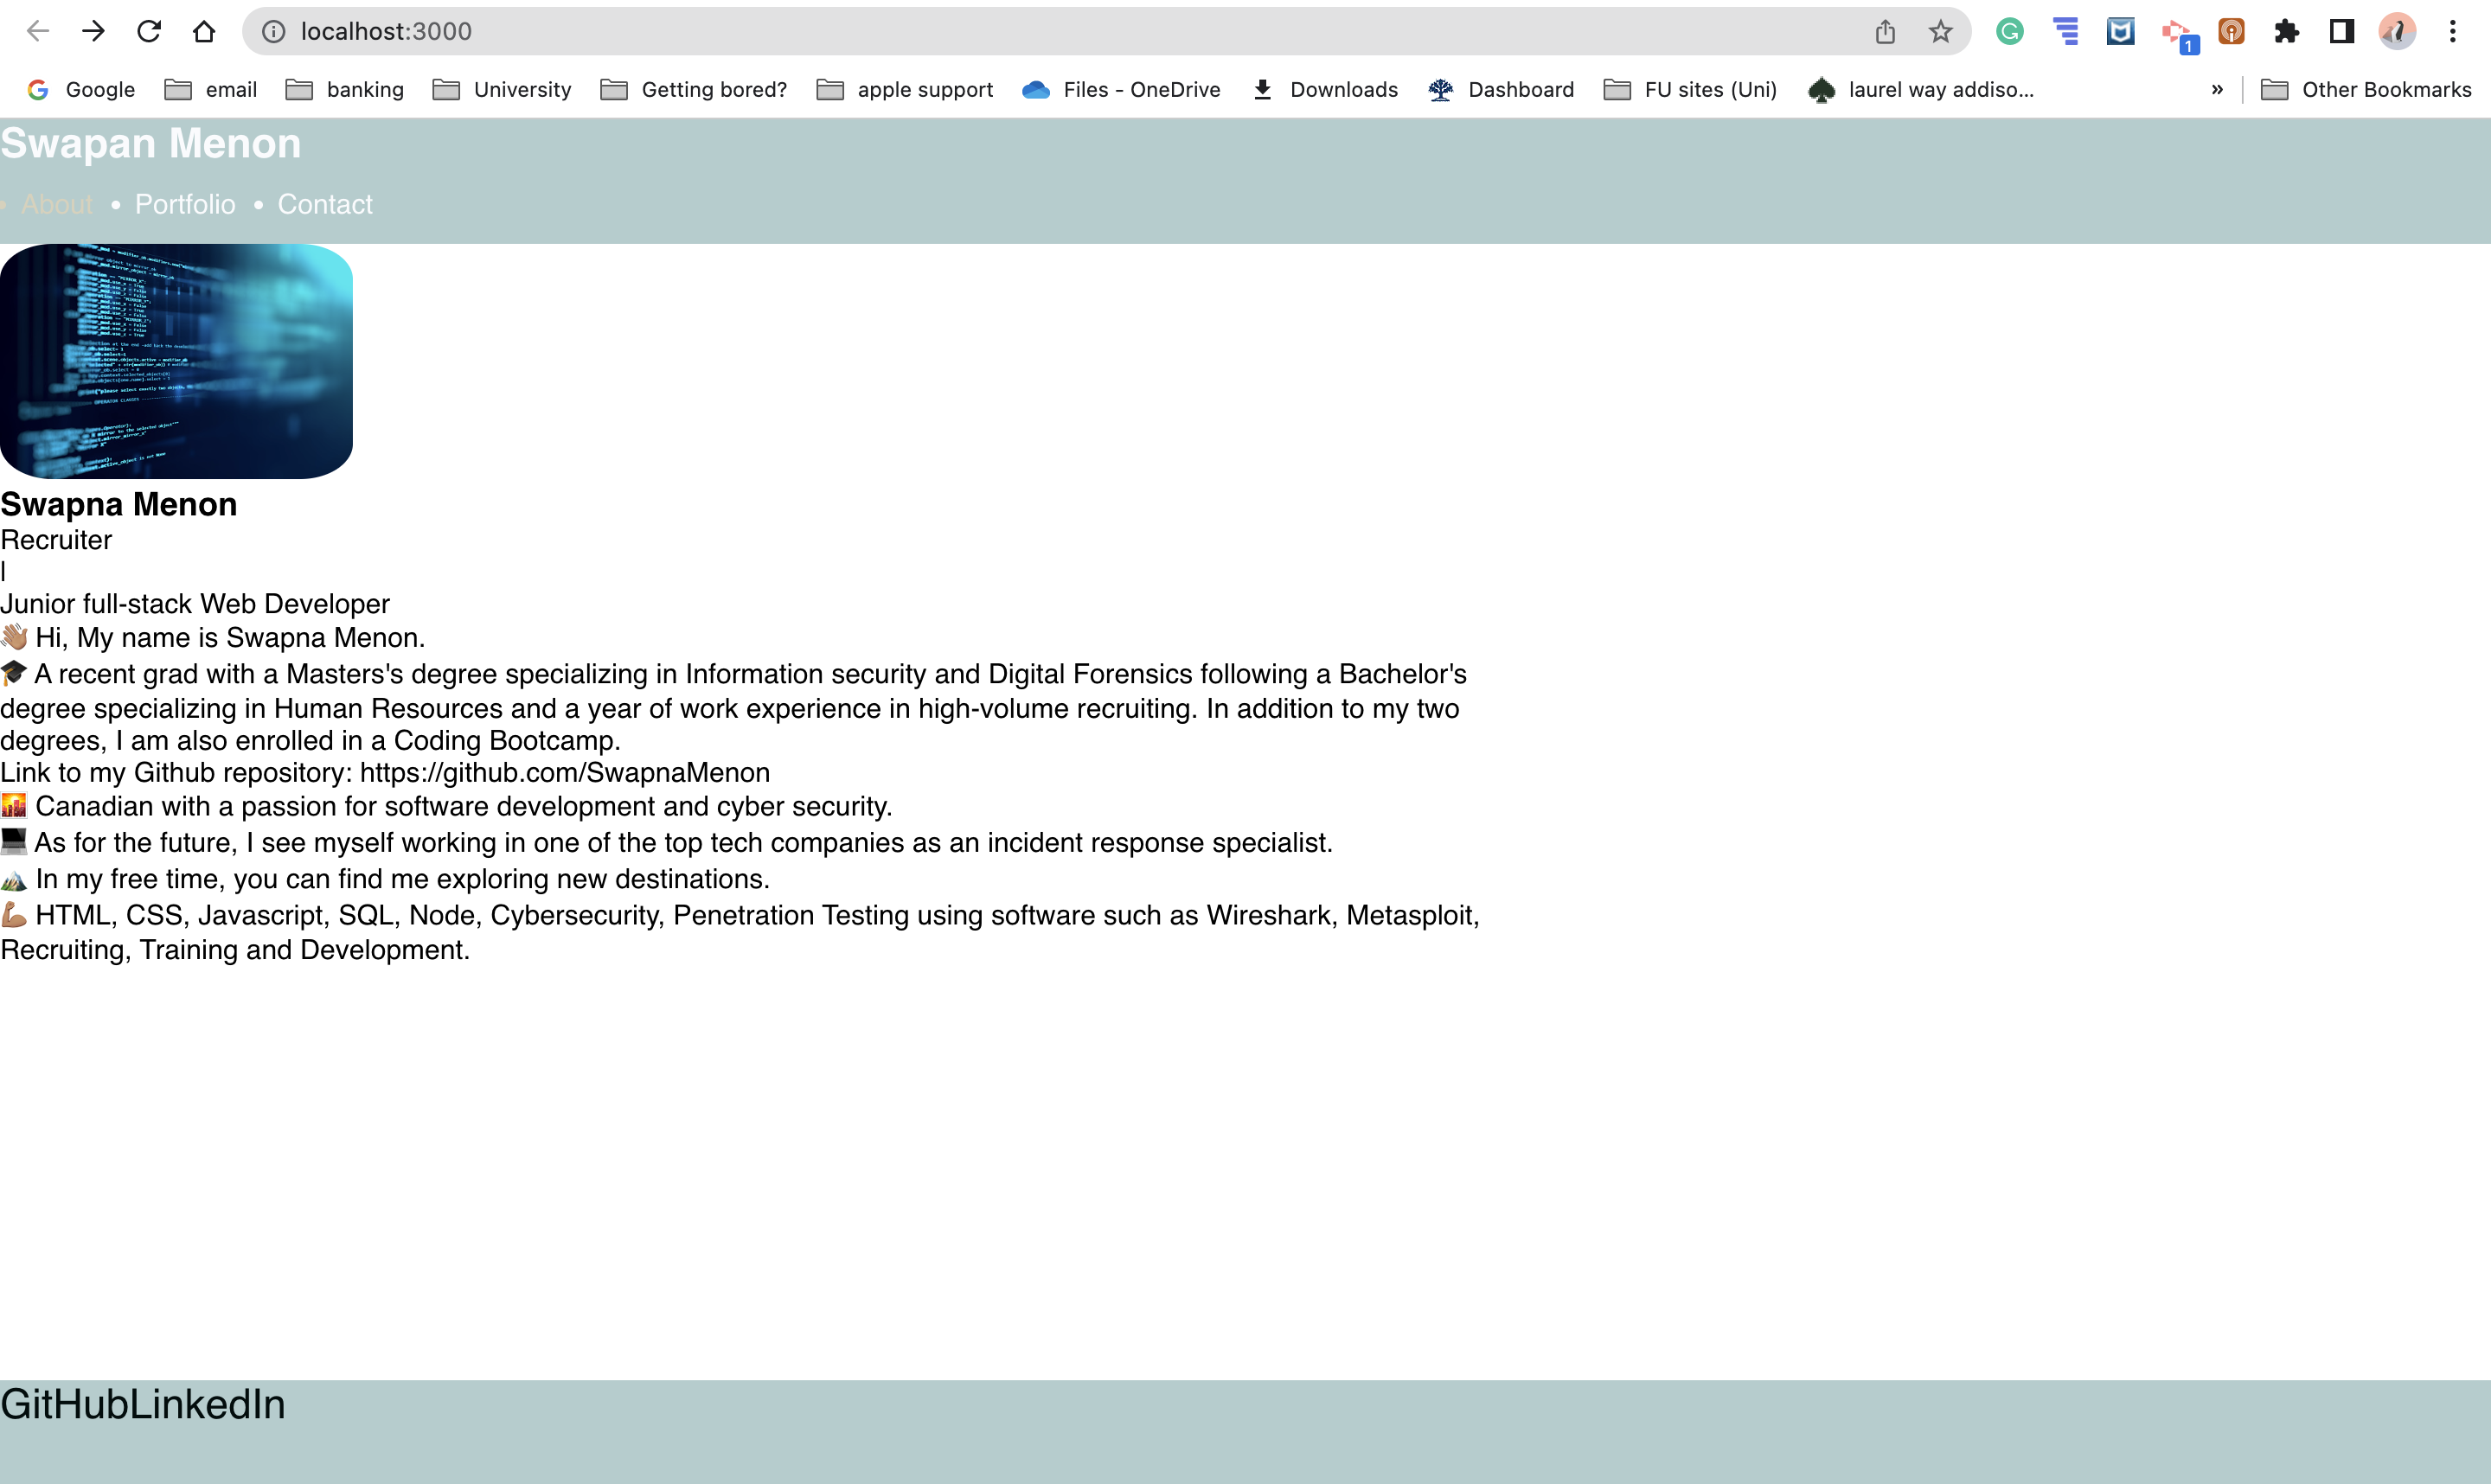 localhost:3000
1
Google email banking University Getting bored? apple support Files - OneDrive Downloads Dashboard FU sites (Uni) laurel way addiso... » Other Bookmarks
Swapan Menon
• About • Portfolio • Contact
Swapna Menon
Recruiter
|
Junior full-stack Web Developer
👋🏽 Hi, My name is Swapna Menon.
🎓 A recent grad with a Masters's degree specializing in Information security and Digital Forensics following a Bachelor's
degree specializing in Human Resources and a year of work experience in high-volume recruiting. In addition to my two
degrees, I am also enrolled in a Coding Bootcamp.
Link to my Github repository: https://github.com/SwapnaMenon
🌇 Canadian with a passion for software development and cyber security.
💻 As for the future, I see myself working in one of the top tech companies as an incident response specialist.
🏔️ In my free time, you can find me exploring new destinations.
💪🏽 HTML, CSS, Javascript, SQL, Node, Cybersecurity, Penetration Testing using software such as Wireshark, Metasploit,
Recruiting, Training and Development.
GitHubLinkedIn